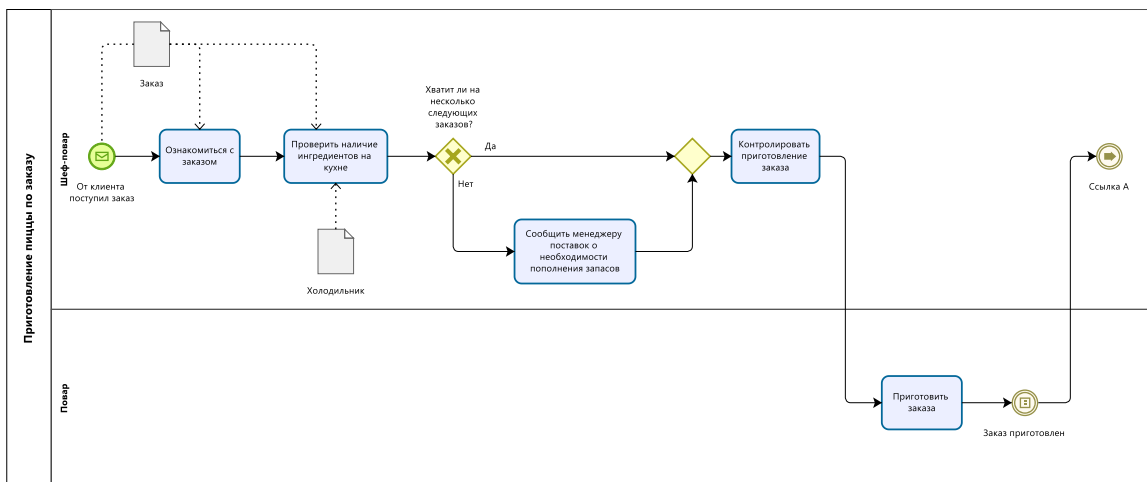 Приготовление пиццы по заказу
Шеф-повар
Заказ
От клиента
поступил заказ
Ознакомиться с
заказом
Проверить наличие
ингредиентов на
кухне
Холодильник
Хватит ли на
несколько
следующих
заказов?
Да
Нет
Сообщить менеджеру
поставок о
необходимости
пополнения запасов
Контролировать
приготовление
заказа
Ссылка А
Повар
Приготовить
заказа
Заказ приготовлен